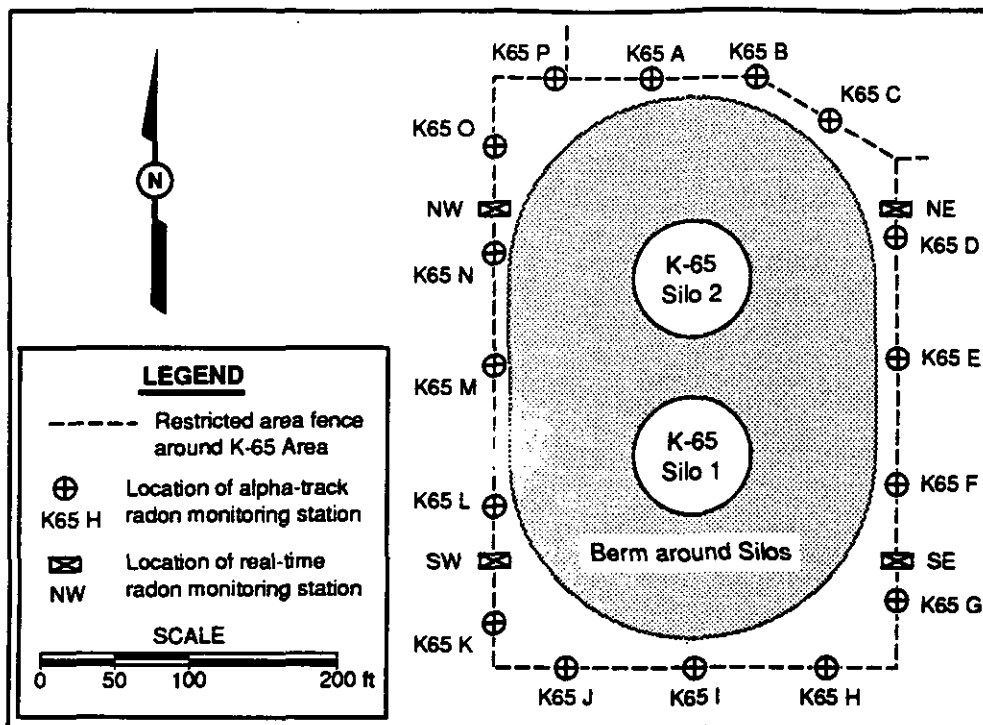 K65 P
K65 A
K65 B
K65 C
K65 O
N
NW
NE
K65 D
K65 N
K-65
Silo 2
K65 E
K65 M
K-65
Silo 1
K65 F
K65 L
Berm around Silos
SW
SE
K65 G
K65 K
K65 J
K65 I
K65 H
LEGEND
Restricted area fence
around K-65 Area
Location of alpha-track
K65 H radon monitoring station
Location of real-time
NW radon monitoring station
SCALE
0 50 100 200 ft